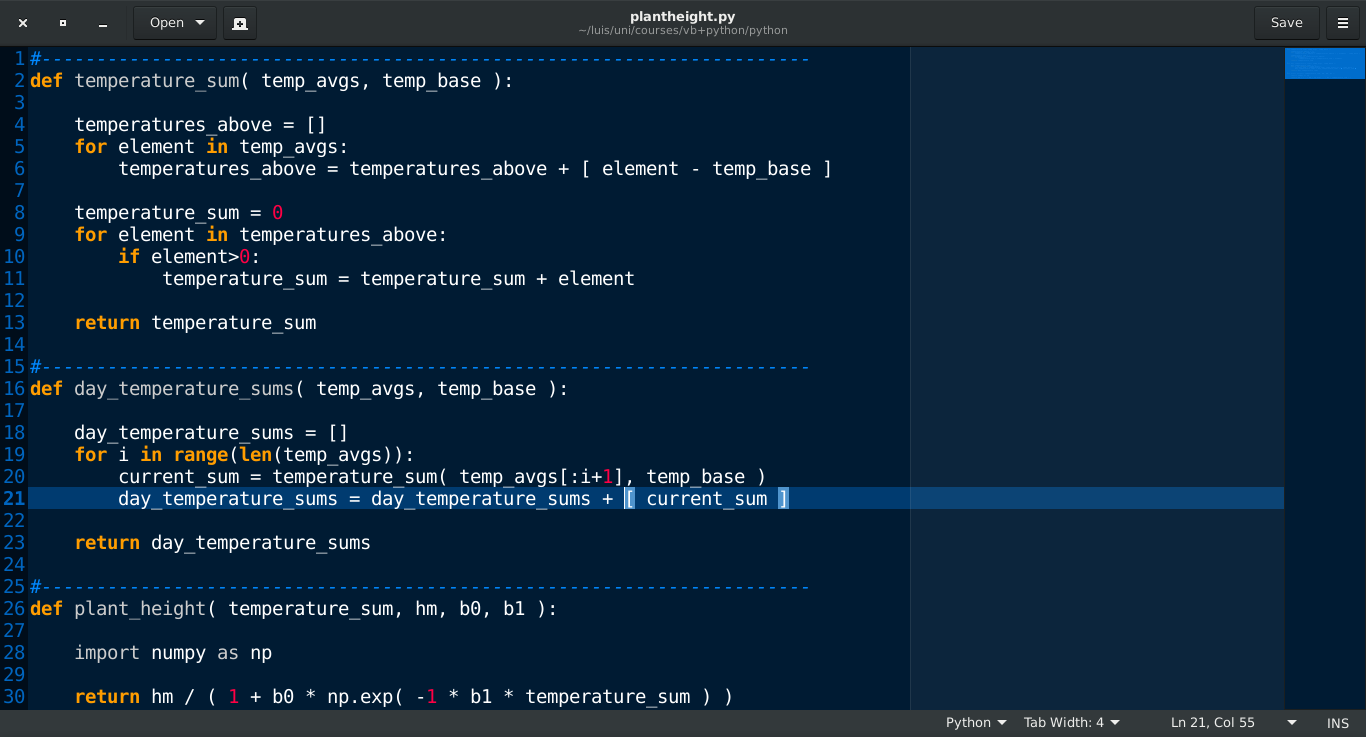 Open
plantheight.py
~/luis/uni/courses/vb+python/python
Save
1 #----------------------------------------------------------------------
2 def temperature_sum( temp_avgs, temp_base ):
3
4     temperatures_above = []
5     for element in temp_avgs:
6         temperatures_above = temperatures_above + [ element - temp_base ]
7
8     temperature_sum = 0
9     for element in temperatures_above:
10         if element>0:
11             temperature_sum = temperature_sum + element
12
13     return temperature_sum
14
15 #----------------------------------------------------------------------
16 def day_temperature_sums( temp_avgs, temp_base ):
17
18     day_temperature_sums = []
19     for i in range(len(temp_avgs)):
20         current_sum = temperature_sum( temp_avgs[:i+1], temp_base )
21         day_temperature_sums = day_temperature_sums + [ current_sum ]
22
23     return day_temperature_sums
24
25 #----------------------------------------------------------------------
26 def plant_height( temperature_sum, hm, b0, b1 ):
27
28     import numpy as np
29
30     return hm / ( 1 + b0 * np.exp( -1 * b1 * temperature_sum ) )
Python Tab Width: 4 Ln 21, Col 55 INS